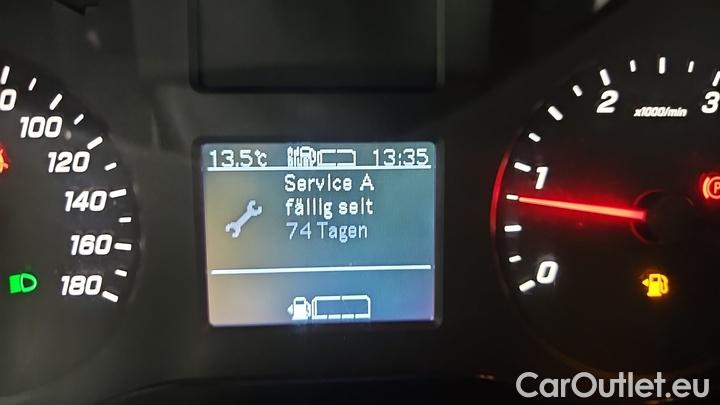 100
120
140
160
180
13.5°c
13:35
Service A
fällig seit
74 Tagen
0
1
2
3
x1000/min
CarOutlet.eu